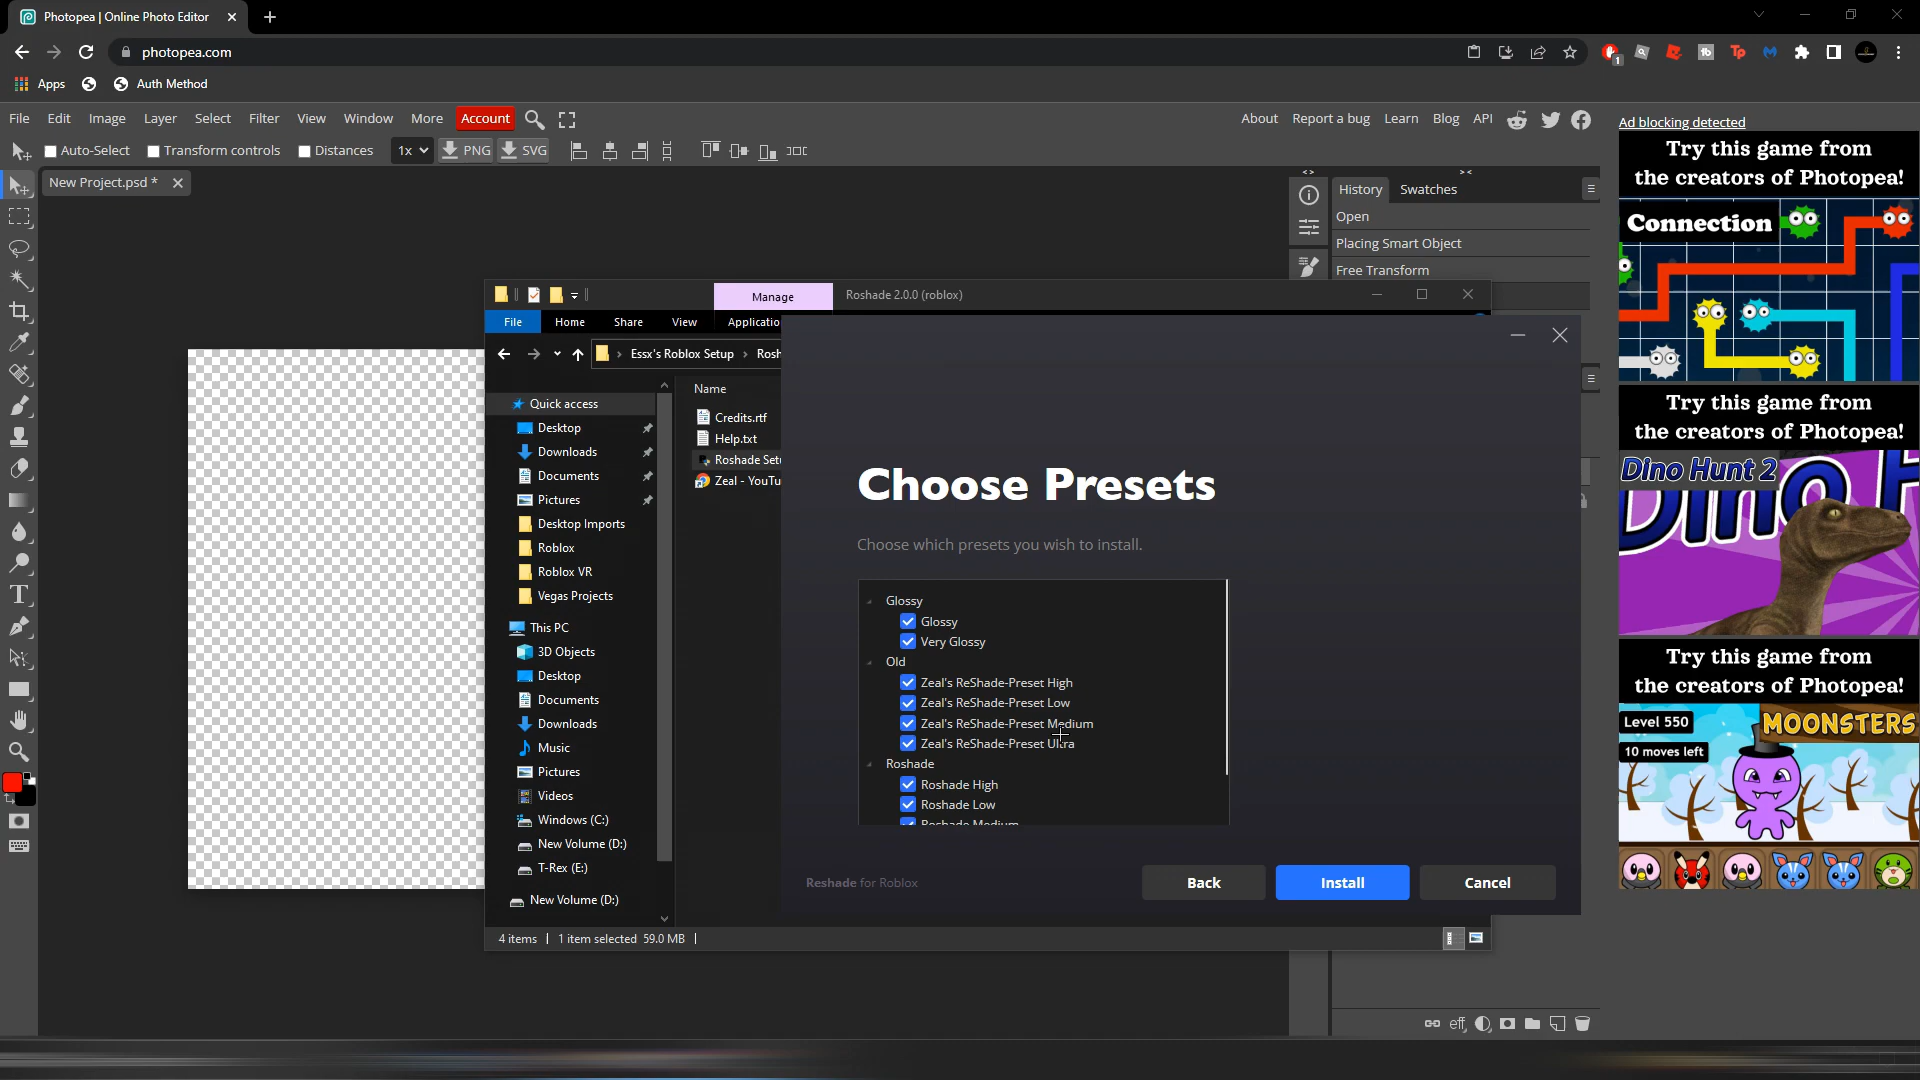 Photopea | Online Photo Editor
photopea.com
Apps
Auth Method
File Edit Image Layer Select Filter View Window More Account
About Report a bug Learn Blog API
Auto-Select Transform controls Distances 1x PNG SVG
New Project.psd *
History Swatches
Open
Placing Smart Object
Free Transform
Ad blocking detected
Try this game from
the creators of Photopea!
Connection
Try this game from
the creators of Photopea!
Dino Hunt 2
Try this game from
the creators of Photopea!
Level 550
MOONSTERS
10 moves left
Manage
Roshade 2.0.0 (roblox)
File Home Share View
Essx's Roblox Setup
Name
Credits.rtf
Help.txt
Quick access
Desktop
Downloads
Documents
Pictures
Desktop Imports
Roblox
Roblox VR
Vegas Projects
This PC
3D Objects
Desktop
Documents
Downloads
Music
Pictures
Videos
Windows (C:)
New Volume (D:)
T-Rex (E:)
New Volume (D:)
4 items 1 item selected 59.0 MB
Choose Presets
Choose which presets you wish to install.
Glossy
Glossy
Very Glossy
Old
Zeal's ReShade-Preset High
Zeal's ReShade-Preset Low
Zeal's ReShade-Preset Medium
Zeal's ReShade-Preset Ultra
Roshade
Roshade High
Roshade Low
Roshade Medium
Reshade for Roblox
Back
Install
Cancel
eff